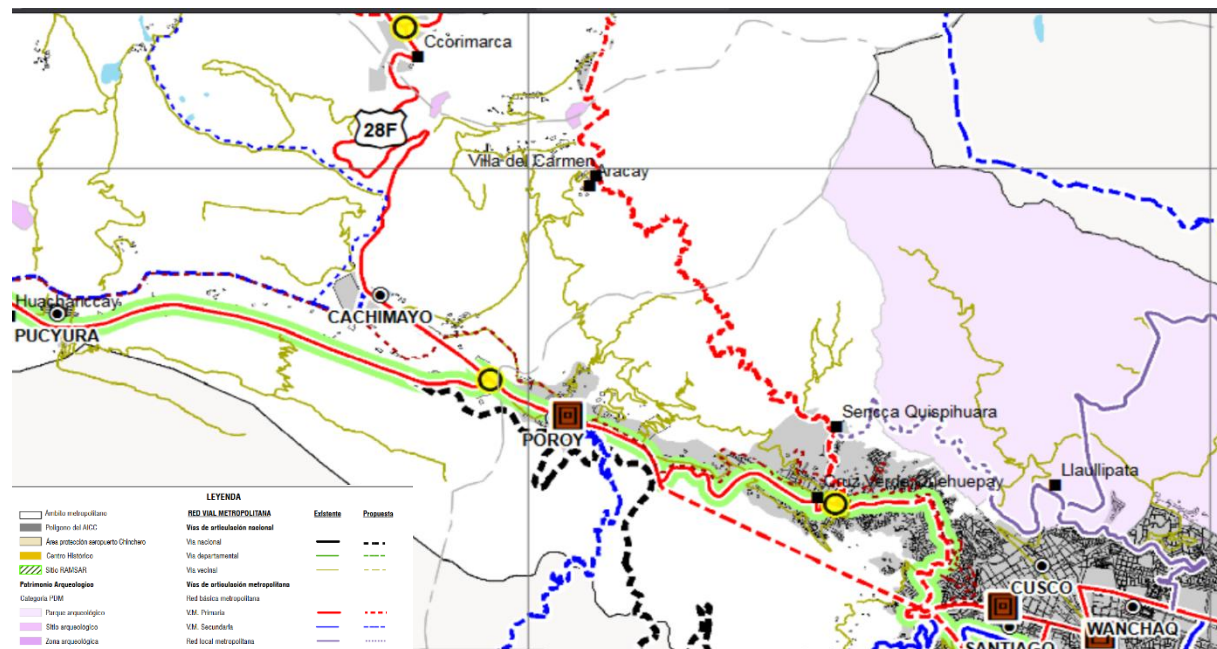 Ccorimarca
28F
Villa del Carmen
Aracay
Huachanccay
PUCYURA
CACHIMAYO
POROY
Sencca Quispihuara
Cruz Verde Quehuepay
Llaullipata
CUSCO
WANCHAQ
SANTIAGO
LEYENDA
Ámbito metropolitano
Polígono del AICC
Área protección aeropuerto Chinchero
Centro Histórico
Sitio RAMSAR
Patrimonio Arqueologico
Categoría PDM
Parque arqueológico
Sitio arqueológico
Zona arqueológica
RED VIAL METROPOLITANA Existente Propuesta
Vías de articulación nacional
Vía nacional
Vía departamental
Vía vecinal
Vías de articulación metropolitana
Red básica metropolitana
V.M. Primaria
V.M. Secundaria
Red local metropolitana